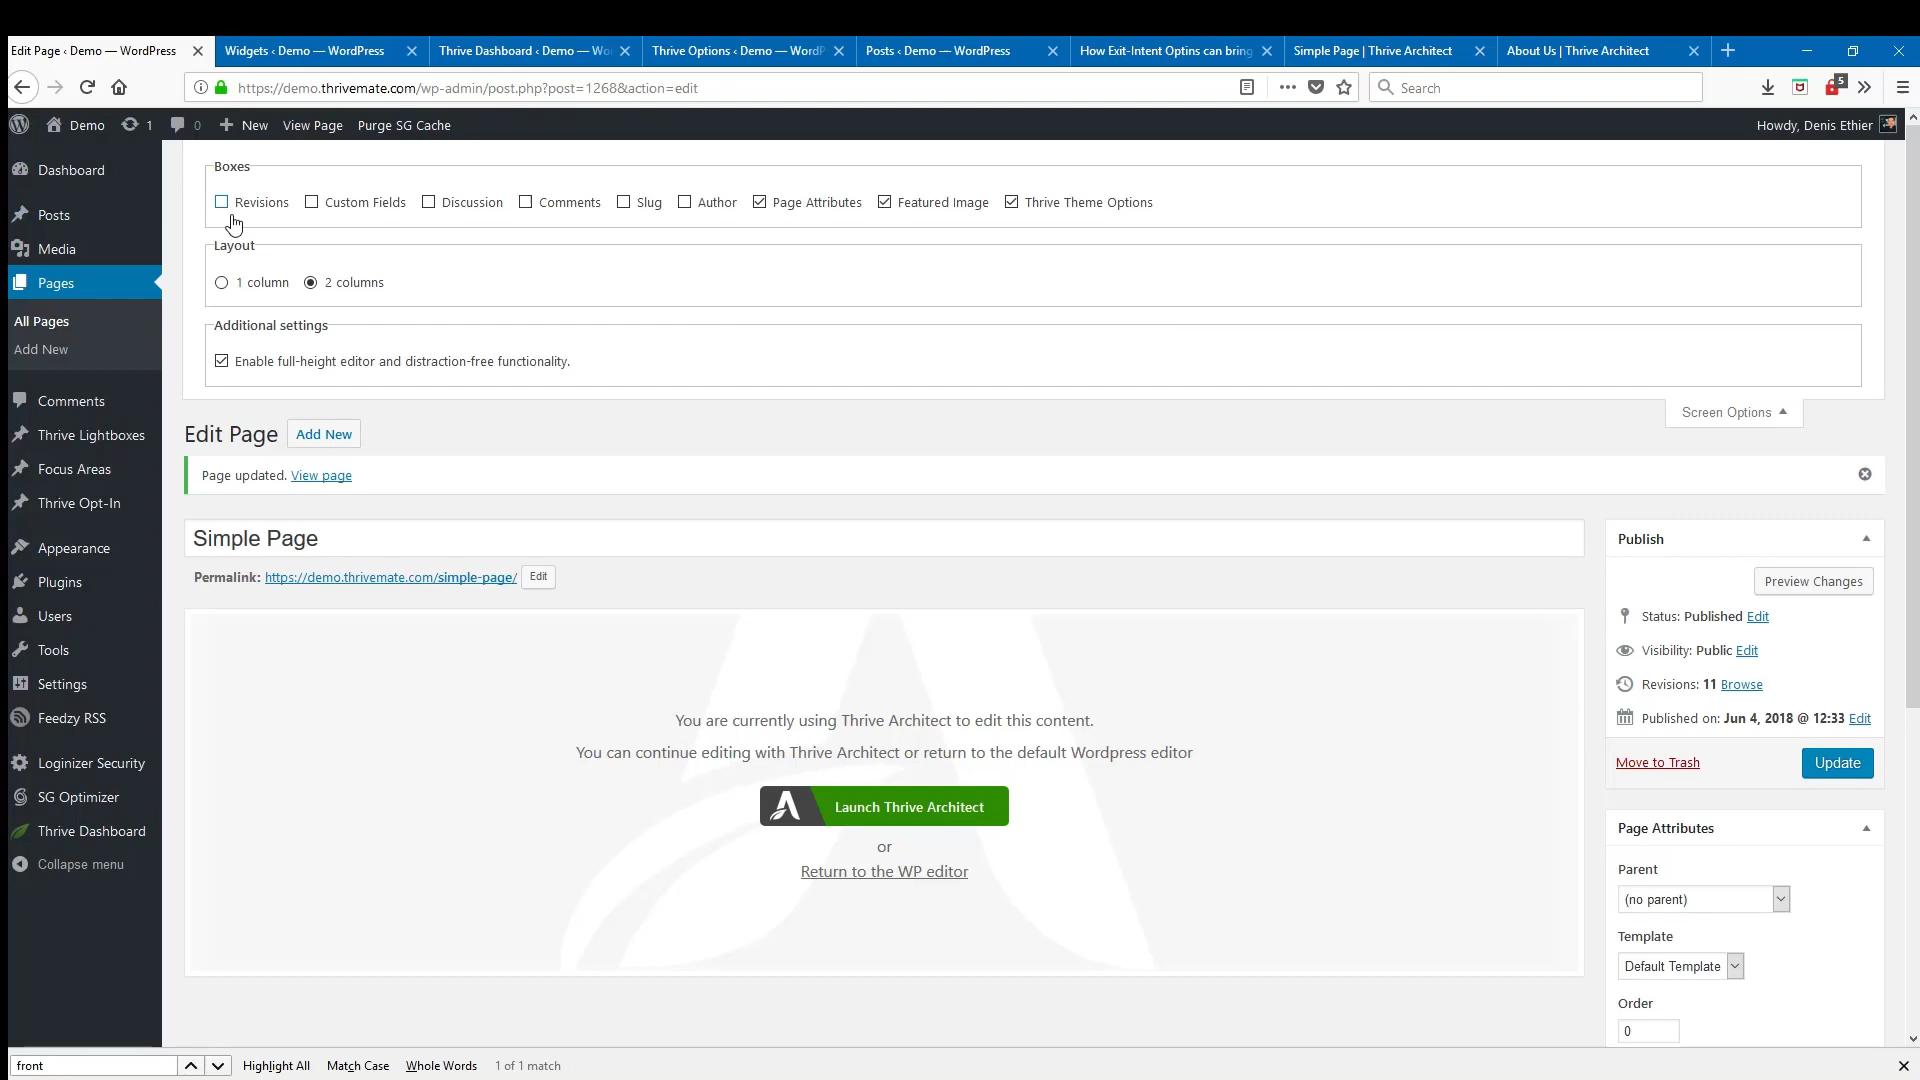 Edit Page ‹ Demo — WordPress
Widgets ‹ Demo — WordPress
Thrive Dashboard ‹ Demo — Wo
Thrive Options ‹ Demo — WordP
Posts ‹ Demo — WordPress
How Exit-Intent Optins can bring
Simple Page | Thrive Architect
About Us | Thrive Architect
https://demo.thrivemate.com/wp-admin/post.php?post=1268&action=edit
Search
5
Demo
1
0
New
View Page
Purge SG Cache
Howdy, Denis Ethier
Dashboard
Posts
Media
Pages
All Pages
Add New
Comments
Thrive Lightboxes
Focus Areas
Thrive Opt-In
Appearance
Plugins
Users
Tools
Settings
Feedzy RSS
Loginizer Security
SG Optimizer
Thrive Dashboard
Collapse menu
Boxes
Revisions
Custom Fields
Discussion
Comments
Slug
Author
Page Attributes
Featured Image
Thrive Theme Options
Layout
1 column
2 columns
Additional settings
Enable full-height editor and distraction-free functionality.
Screen Options
Edit Page
Add New
Page updated. View page
Simple Page
Permalink: https://demo.thrivemate.com/simple-page/
Edit
You are currently using Thrive Architect to edit this content.
You can continue editing with Thrive Architect or return to the default Wordpress editor
Launch Thrive Architect
or
Return to the WP editor
Publish
Preview Changes
Status: Published Edit
Visibility: Public Edit
Revisions: 11 Browse
Published on: Jun 4, 2018 @ 12:33 Edit
Move to Trash
Update
Page Attributes
Parent
(no parent)
Template
Default Template
Order
0
front
Highlight All
Match Case
Whole Words
1 of 1 match